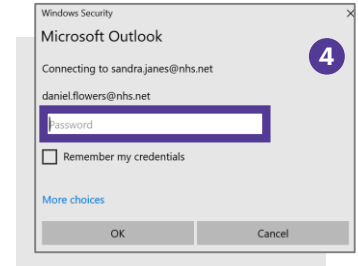 Windows Security
Microsoft Outlook
4
Connecting to sandra.janes@nhs.net
daniel.flowers@nhs.net
Password
Remember my credentials
More choices
OK
Cancel